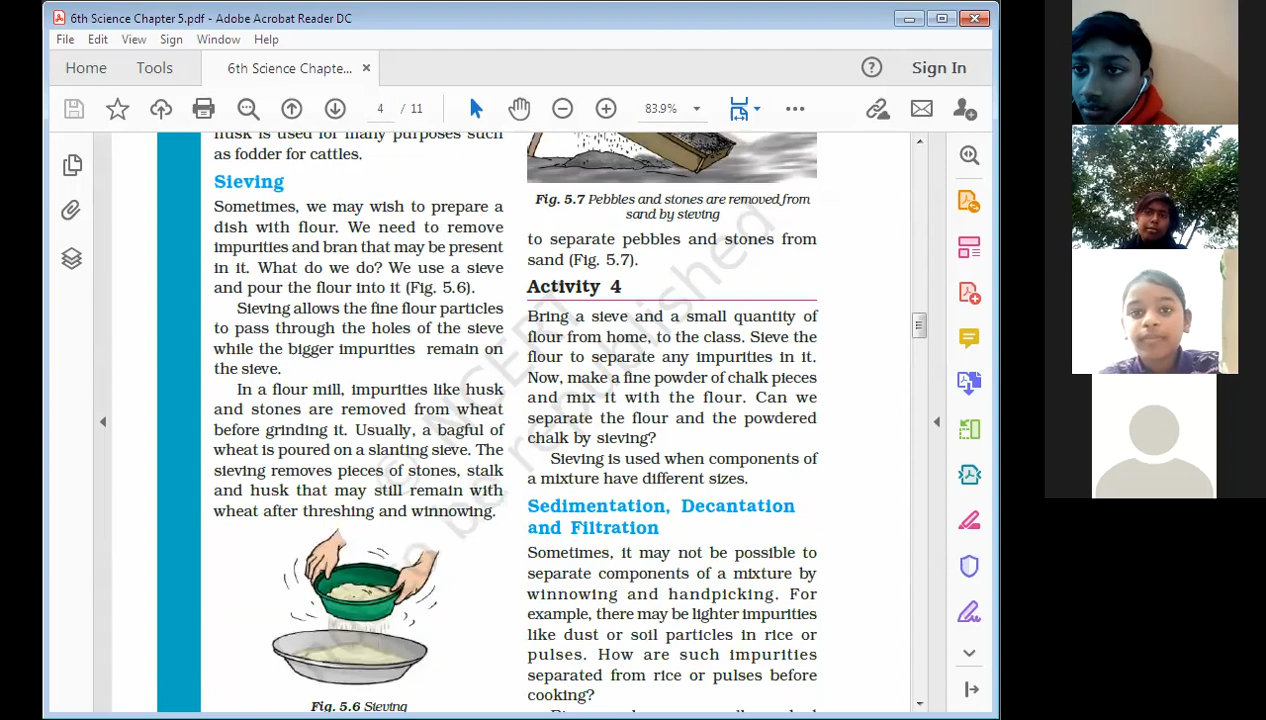 6th Science Chapter 5.pdf - Adobe Acrobat Reader DC
File Edit View Sign Window Help
Home Tools 6th Science Chapte... × Sign In
4 / 11 83.9%
husk is used for many purposes such
as fodder for cattles.
Sieving
Sometimes, we may wish to prepare a
dish with flour. We need to remove
impurities and bran that may be present
in it. What do we do? We use a sieve
and pour the flour into it (Fig. 5.6).
Sieving allows the fine flour particles
to pass through the holes of the sieve
while the bigger impurities remain on
the sieve.
In a flour mill, impurities like husk
and stones are removed from wheat
before grinding it. Usually, a bagful of
wheat is poured on a slanting sieve. The
sieving removes pieces of stones, stalk
and husk that may still remain with
wheat after threshing and winnowing.
Fig. 5.6 Sieving
Fig. 5.7 Pebbles and stones are removed from
sand by sieving
to separate pebbles and stones from
sand (Fig. 5.7).
Activity 4
Bring a sieve and a small quantity of
flour from home, to the class. Sieve the
flour to separate any impurities in it.
Now, make a fine powder of chalk pieces
and mix it with the flour. Can we
separate the flour and the powdered
chalk by sieving?
Sieving is used when components of
a mixture have different sizes.
Sedimentation, Decantation
and Filtration
Sometimes, it may not be possible to
separate components of a mixture by
winnowing and handpicking. For
example, there may be lighter impurities
like dust or soil particles in rice or
pulses. How are such impurities
separated from rice or pulses before
cooking?
© NCERT
be republished